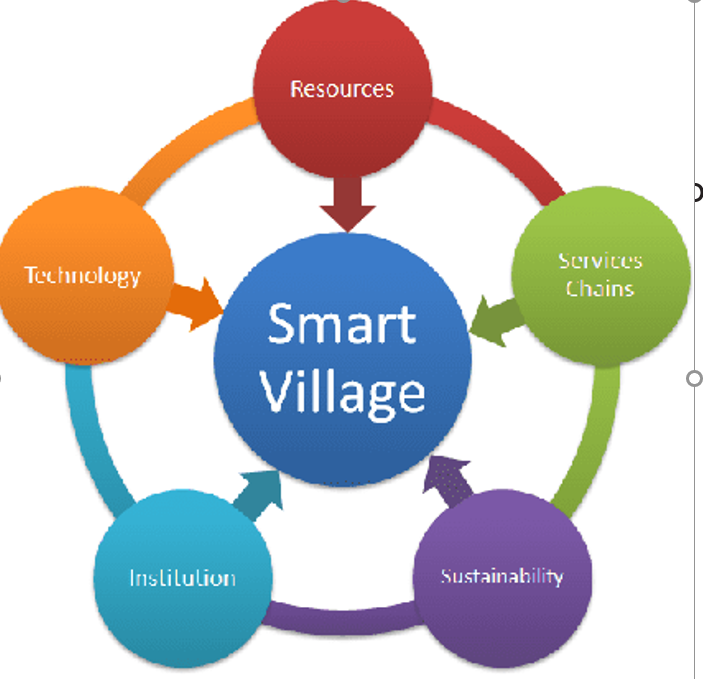 Resources
Technology
Services
Chains
Smart
Village
Institution
Sustainability